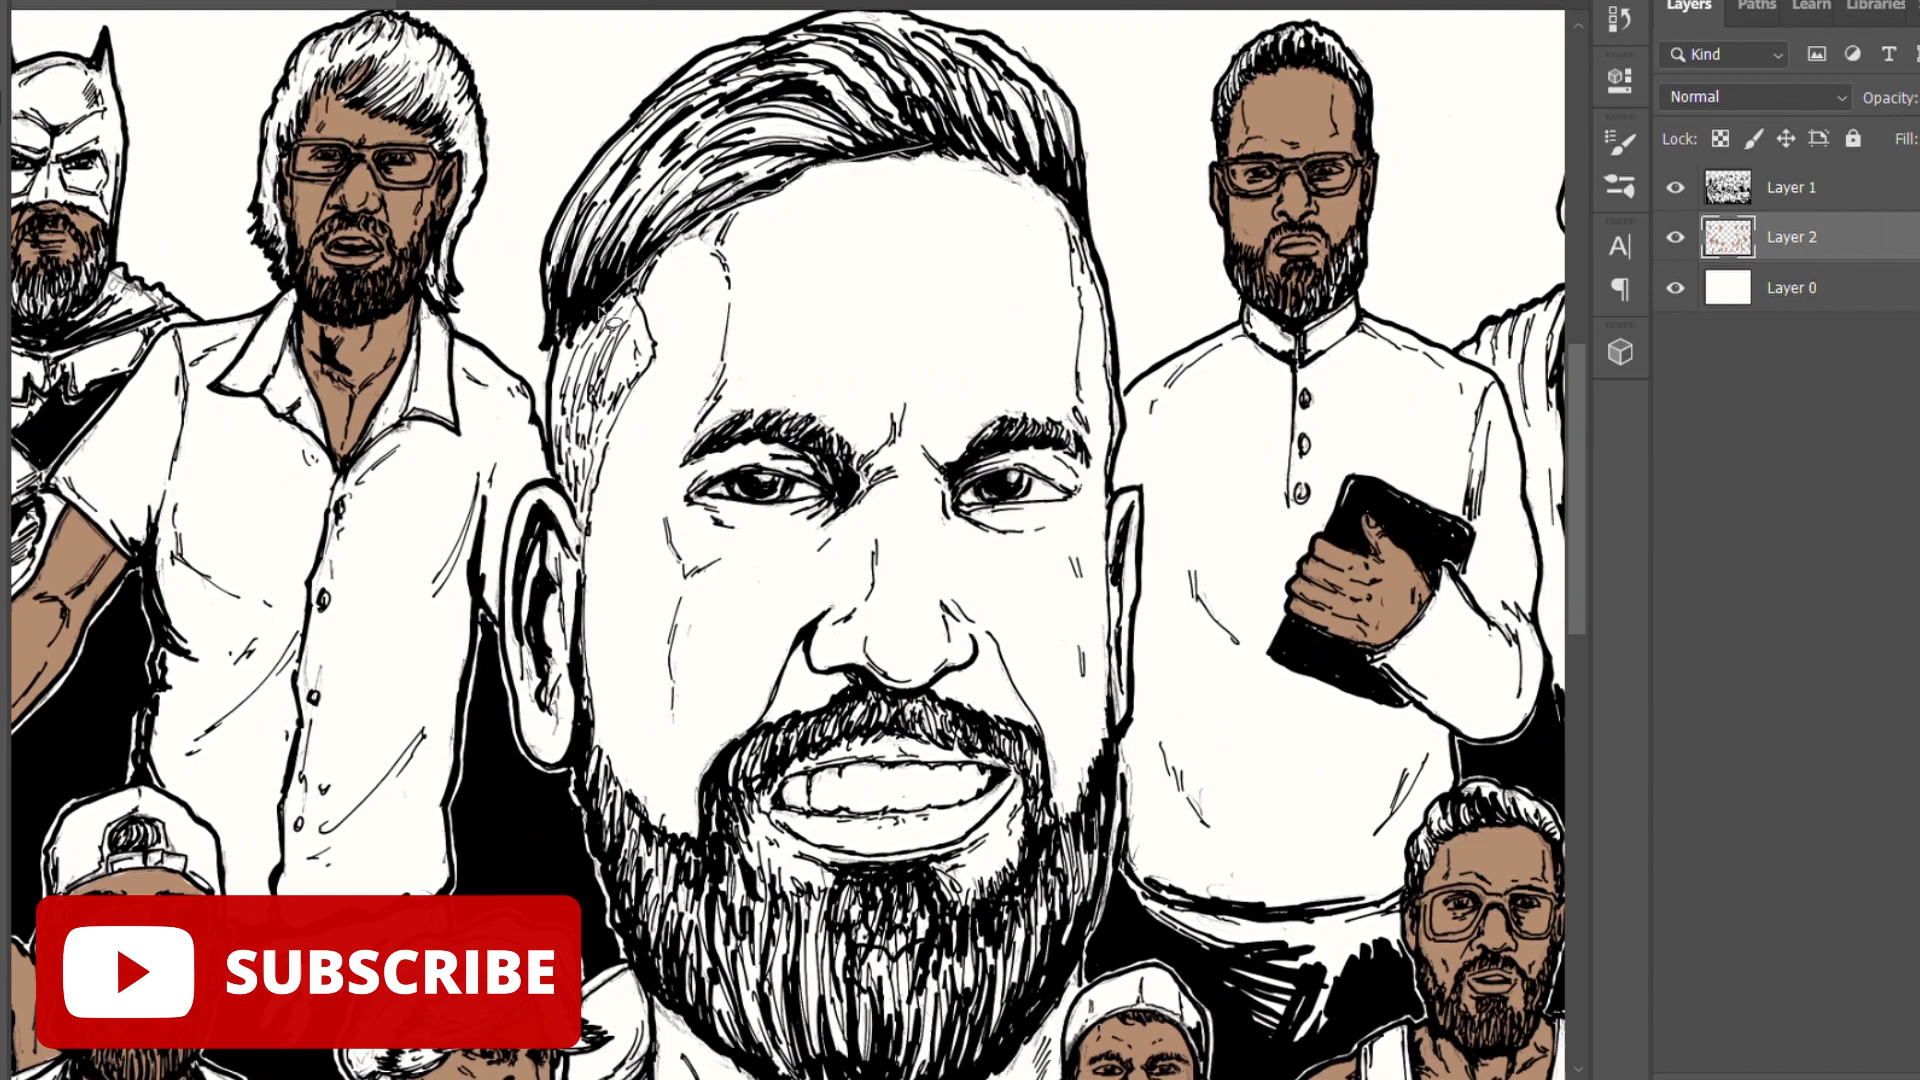 Layers Paths Learn Libraries
Kind
Normal Opacity:
Lock: Fill:
Layer 1
Layer 2
Layer 0
SUBSCRIBE